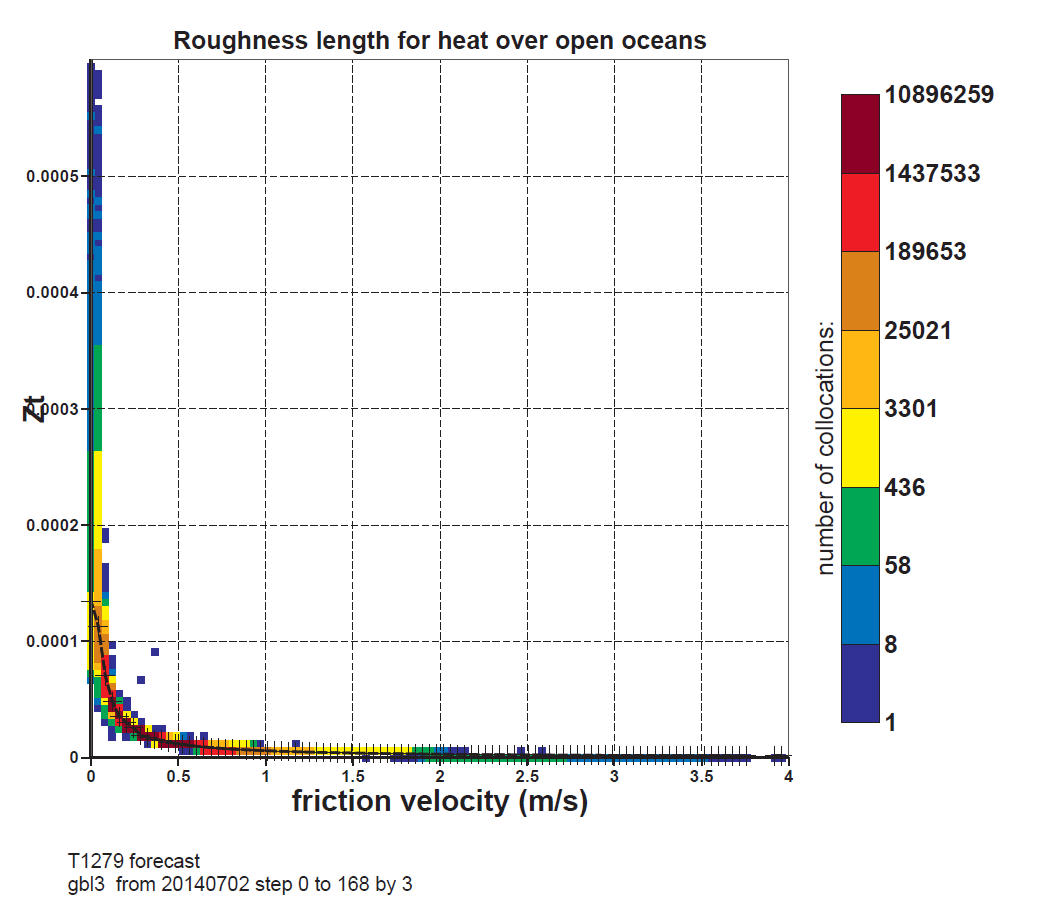 Roughness length for heat over open oceans
10896259
1437533
189653
25021
3301
436
58
8
1
number of collocations:
0.0005
0.0004
0.0003
0.0002
0.0001
0
Zt
0 0.5 1 1.5 2 2.5 3 3.5 4
friction velocity (m/s)
T1279 forecast
gbl3 from 20140702 step 0 to 168 by 3